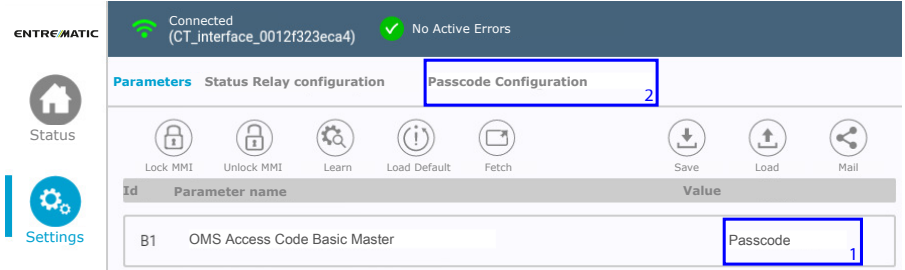 ENTREMATIC
Connected
(CT_interface_0012f323eca4)
No Active Errors
Parameters Status Relay configuration Passcode Configuration
2
Status
Lock MMI Unlock MMI Learn Load Default Fetch Save Load Mail
Id Parameter name Value
Settings
B1 OMS Access Code Basic Master Passcode
1